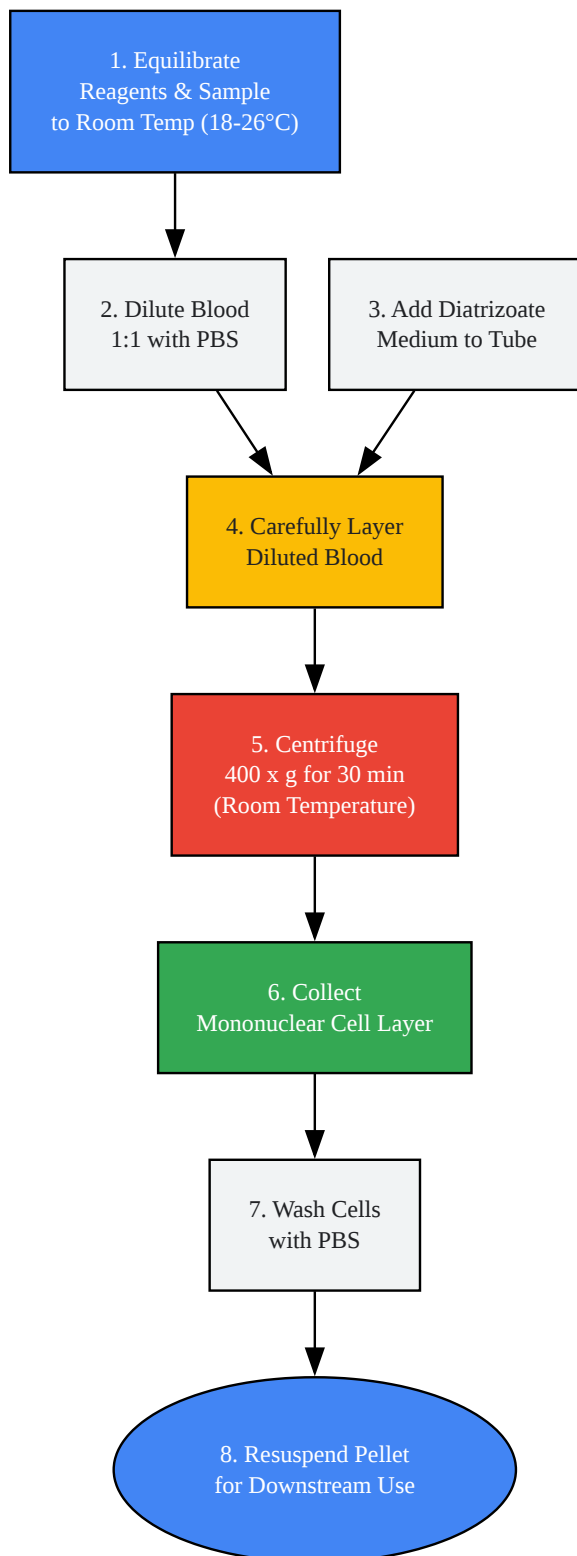 1. Equilibrate
Reagents & Sample
to Room Temp (18-26°C)
2. Dilute Blood
1:1 with PBS
3. Add Diatrizoate
Medium to Tube
4. Carefully Layer
Diluted Blood
5. Centrifuge
400 x g for 30 min
(Room Temperature)
6. Collect
Mononuclear Cell Layer
7. Wash Cells
with PBS
8. Resuspend Pellet
for Downstream Use